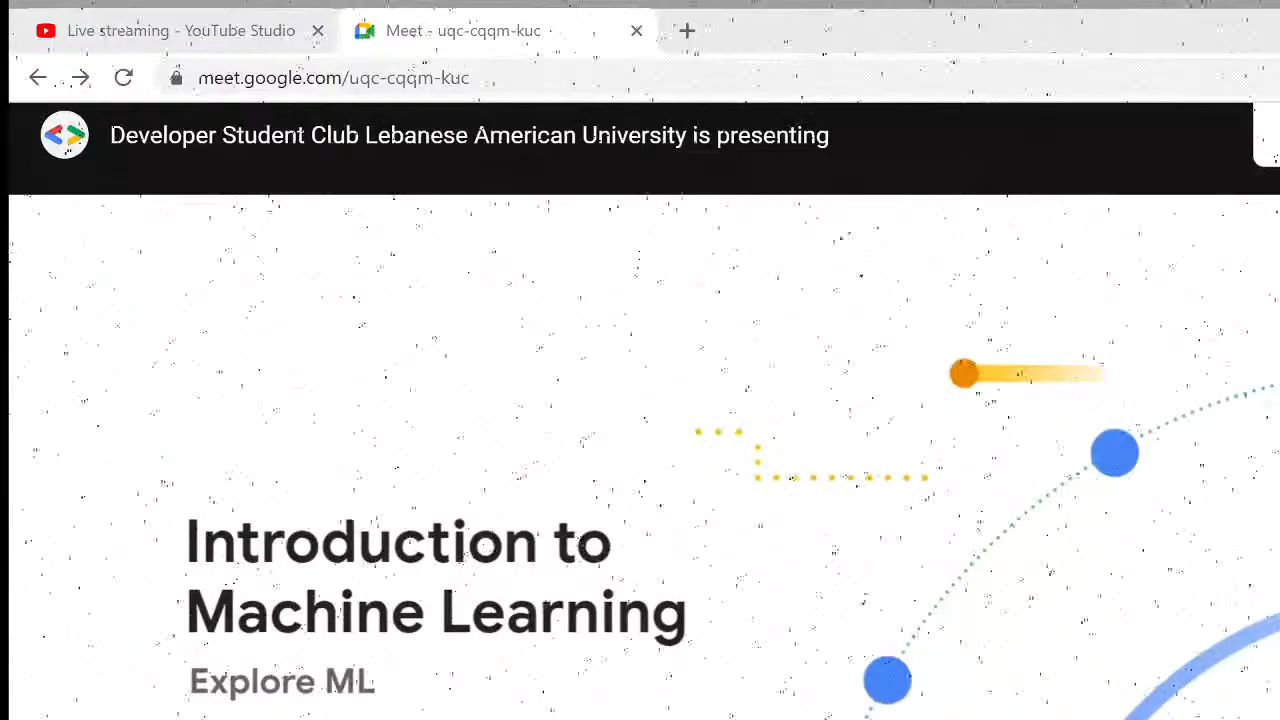 Live streaming - YouTube Studio
Meet - uqc-cqqm-kuc
meet.google.com/uqc-cqqm-kuc
Developer Student Club Lebanese American University is presenting
Introduction to
Machine Learning
Explore ML